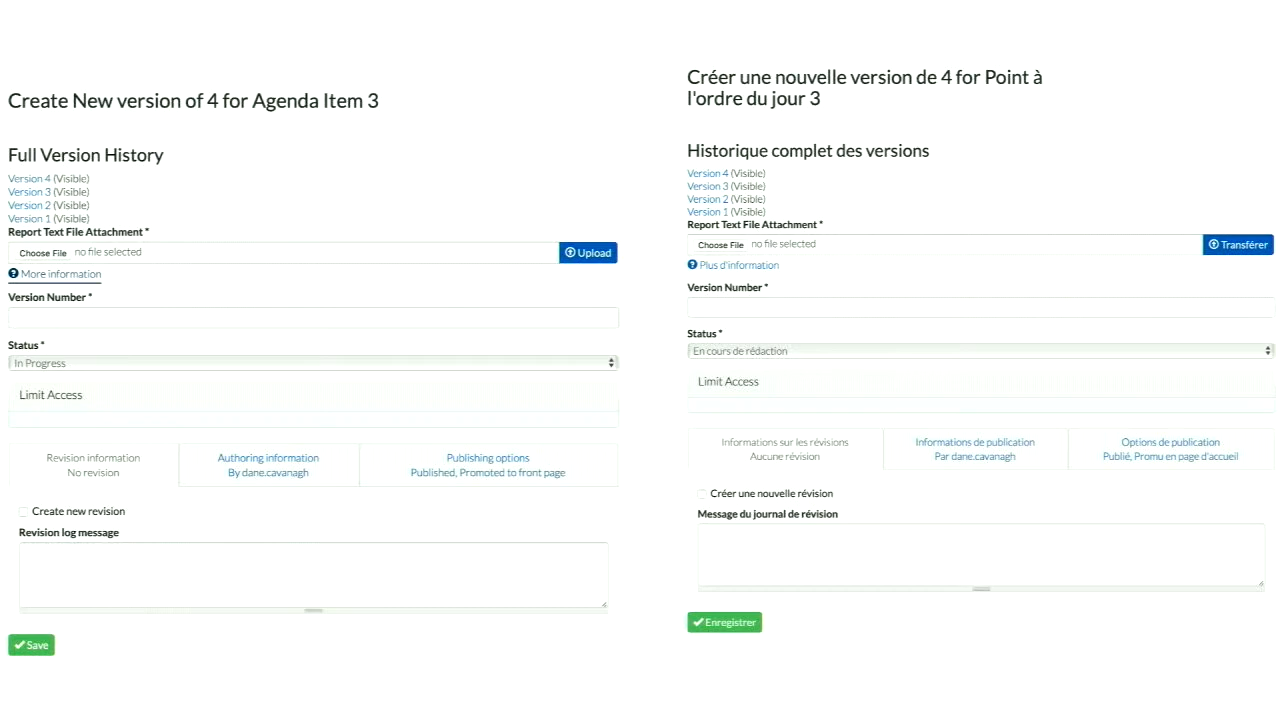 Create New version of 4 for Agenda Item 3
Full Version History
Version 4 (Visible)
Version 3 (Visible)
Version 2 (Visible)
Version 1 (Visible)
Report Text File Attachment *
Choose File no file selected
Upload
More information
Version Number *
Status *
In Progress
Limit Access
Revision information
No revision
Authoring information
By dane.cavanagh
Publishing options
Published, Promoted to front page
Create new revision
Revision log message
Save
Créer une nouvelle version de 4 for Point à
l'ordre du jour 3
Historique complet des versions
Version 4 (Visible)
Version 3 (Visible)
Version 2 (Visible)
Version 1 (Visible)
Report Text File Attachment *
Choose File no file selected
Transférer
Plus d'information
Version Number *
Status *
En cours de rédaction
Limit Access
Informations sur les révisions
Aucune révision
Informations de publication
Par dane.cavanagh
Options de publication
Publié, Promu en page d'accueil
Créer une nouvelle révision
Message du journal de révision
Enregistrer